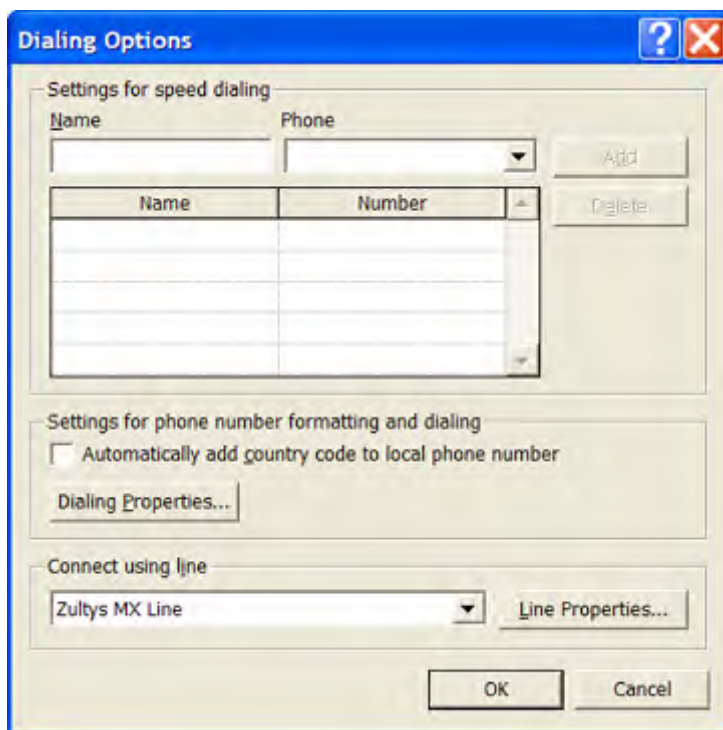 Dialing Options
Settings for speed dialing
Name Phone
Add
Name Number
Delete
Settings for phone number formatting and dialing
Automatically add country code to local phone number
Dialing Properties...
Connect using line
Zultys MX Line Line Properties...
OK Cancel